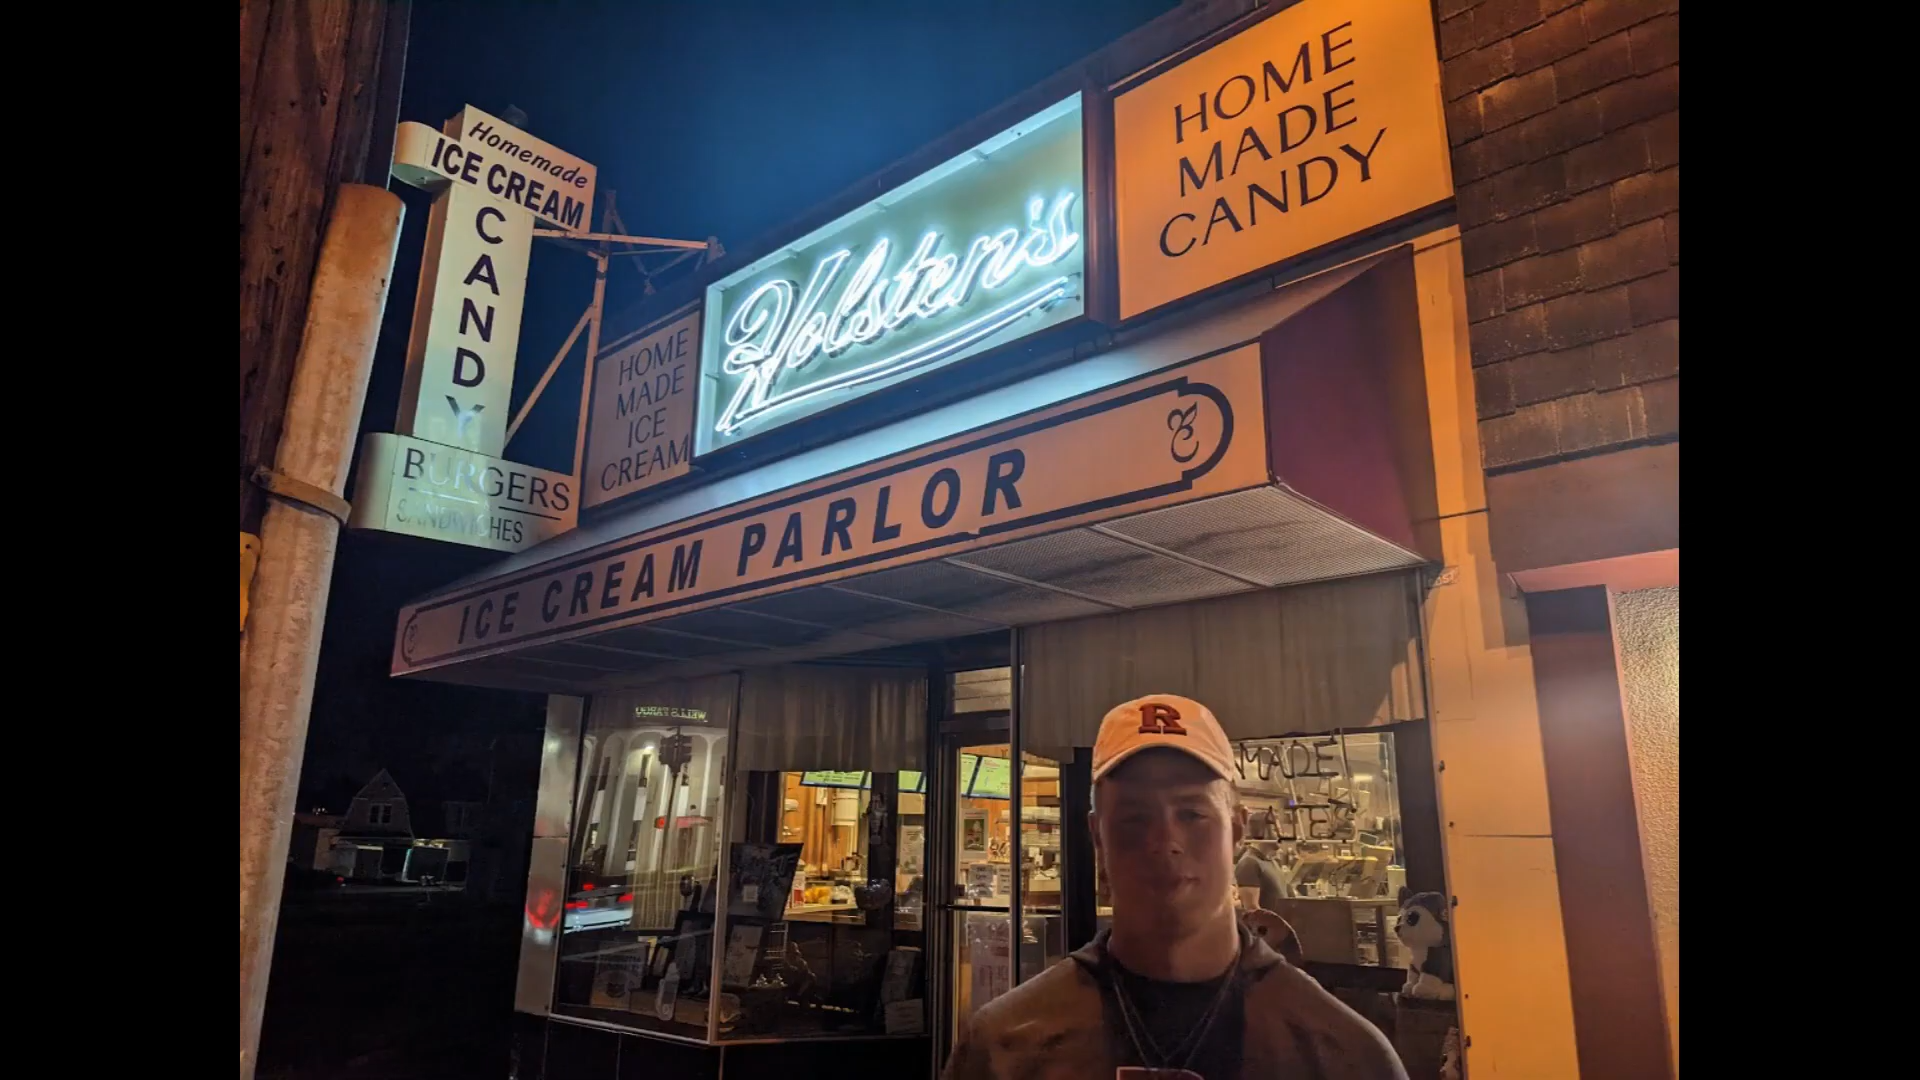 Homemade
ICE CREAM
CANDY
BURGERS
SANDWICHES
HOME
MADE
ICE
CREAM
Holsten's
HOME
MADE
CANDY
ICE CREAM PARLOR
R
MADE